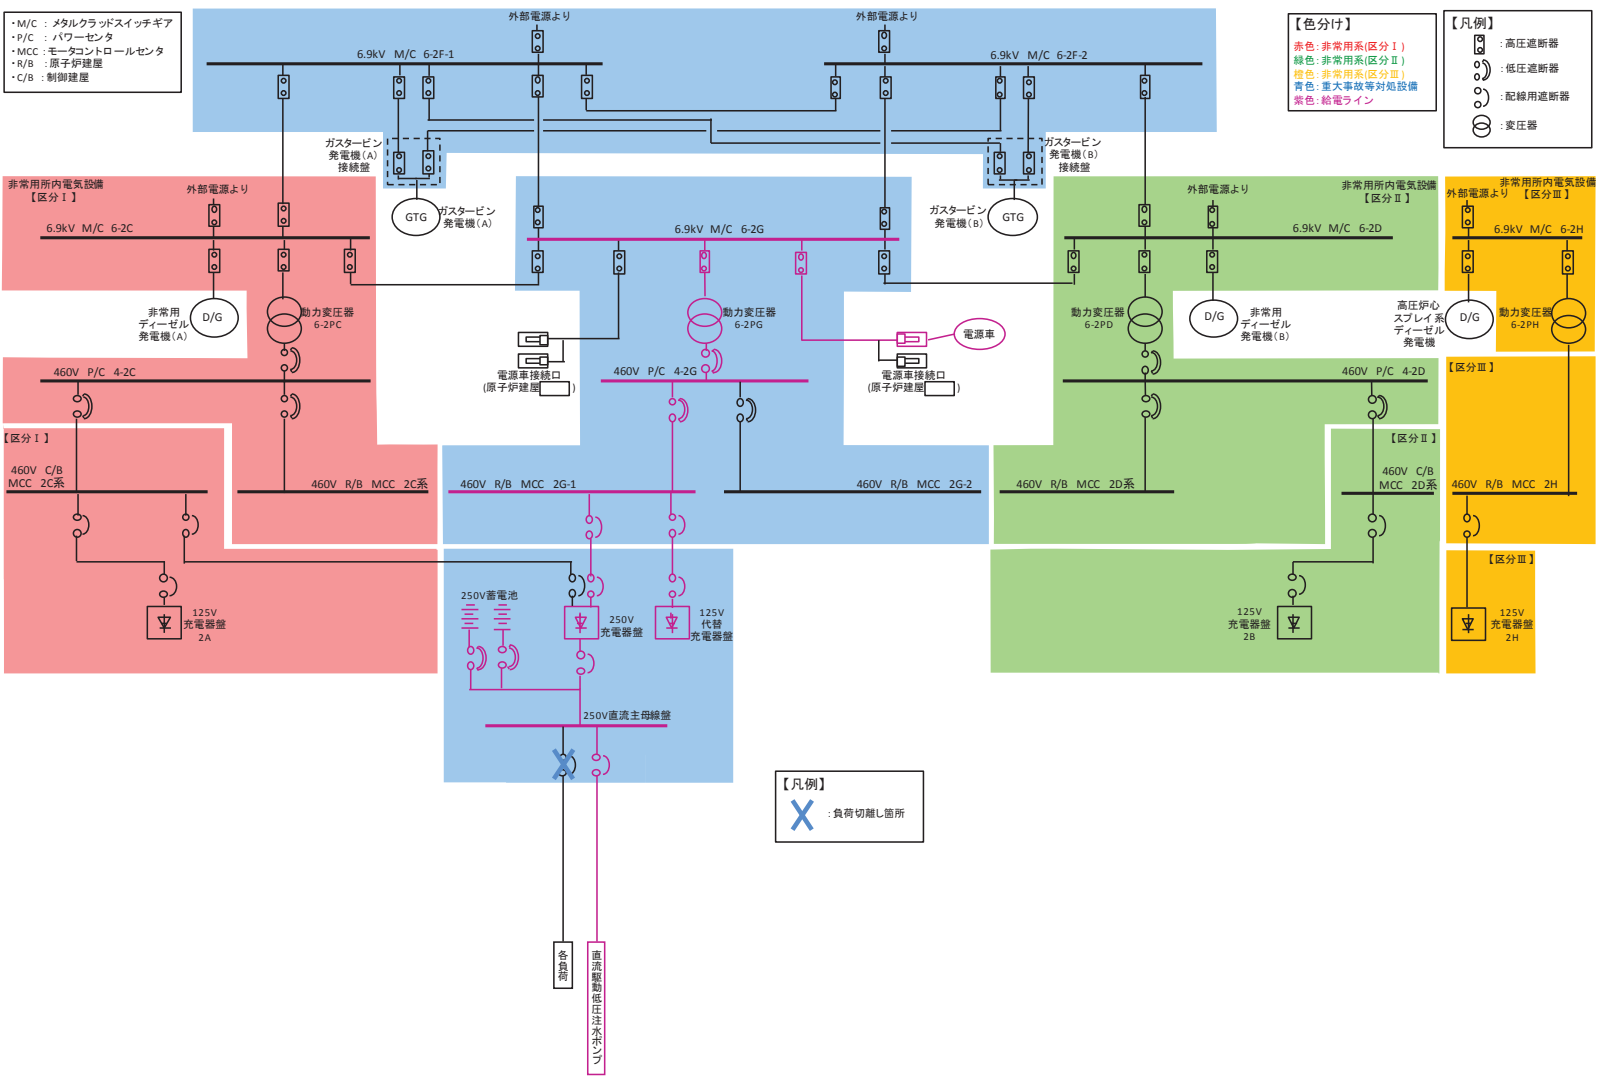 ・M/C ： メタルクラッドスイッチギア
・P/C ： パワーセンタ
・MCC ：モータコントロールセンタ
・R/B ：原子炉建屋
・C/B ：制御建屋
外部電源より
外部電源より
6.9kV M/C 6-2F-1
6.9kV M/C 6-2F-2
【色分け】
赤色：非常用系(区分Ⅰ)
緑色：非常用系(区分Ⅱ)
橙色：非常用系(区分Ⅲ)
青色：重大事故等対処設備
紫色：給電ライン
【凡例】
：高圧遮断器
：低圧遮断器
：配線用遮断器
：変圧器
ガスタービン
発電機(A)
接続盤
ガスタービン
発電機(B)
接続盤
GTG
ガスタービン
発電機(A)
ガスタービン
発電機(B)
GTG
非常用所内電気設備
【区分Ⅰ】
外部電源より
6.9kV M/C 6-2C
6.9kV M/C 6-2G
外部電源より
非常用所内電気設備
【区分Ⅱ】
6.9kV M/C 6-2D
非常用所内電気設備
【区分Ⅲ】
外部電源より
6.9kV M/C 6-2H
非常用
ディーゼル
発電機(A)
D/G
動力変圧器
6-2PC
動力変圧器
6-2PG
電源車
電源車接続口
(原子炉建屋 )
電源車接続口
(原子炉建屋 )
動力変圧器
6-2PD
D/G
非常用
ディーゼル
発電機(B)
高圧炉心
スプレイ系
ディーゼル
発電機
D/G
動力変圧器
6-2PH
460V P/C 4-2C
460V P/C 4-2G
460V P/C 4-2D
【区分Ⅰ】
【区分Ⅱ】
【区分Ⅲ】
460V C/B
MCC 2C系
460V R/B MCC 2C系
460V R/B MCC 2G-1
460V R/B MCC 2G-2
460V R/B MCC 2D系
460V C/B
MCC 2D系
460V R/B MCC 2H
【区分Ⅲ】
125V
充電器盤
2A
250V蓄電池
250V
充電器盤
125V
代替
充電器盤
125V
充電器盤
2B
125V
充電器盤
2H
250V直流主母線盤
【凡例】
：負荷切離し箇所
各負荷
直流駆動低圧注水ポンプ